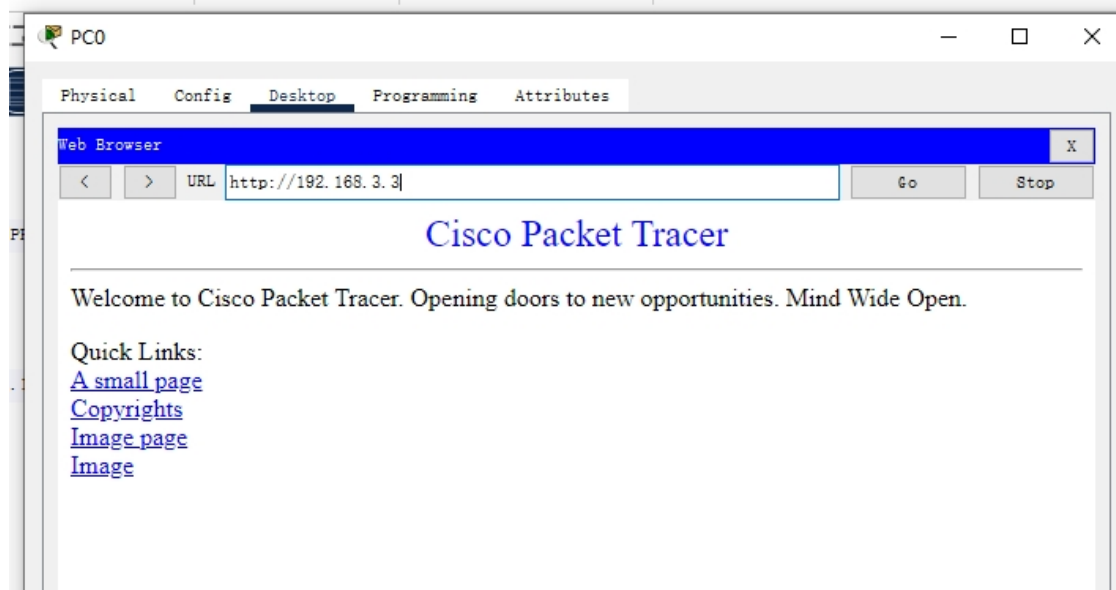 PC0
Physical Config Desktop Programming Attributes
Web Browser X
< > URL http://192.168.3.3 Go Stop
Cisco Packet Tracer
Welcome to Cisco Packet Tracer. Opening doors to new opportunities. Mind Wide Open.
Quick Links:
A small page
Copyrights
Image page
Image